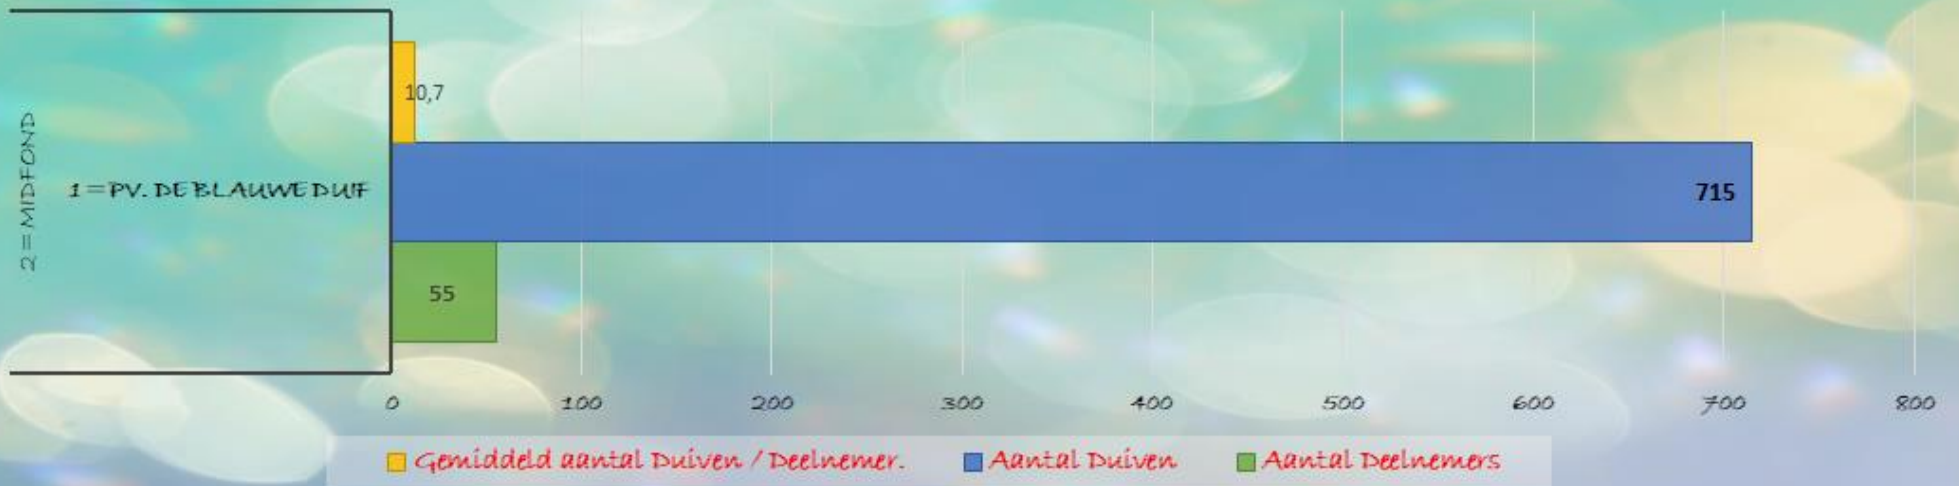 2 = MIDFOND
1 = PV. DE BLAUWE DUIF
10,7
715
55
0 100 200 300 400 500 600 700 800
Gemiddeld aantal Duiven / Deelnemer. Aantal Duiven Aantal Deelnemers